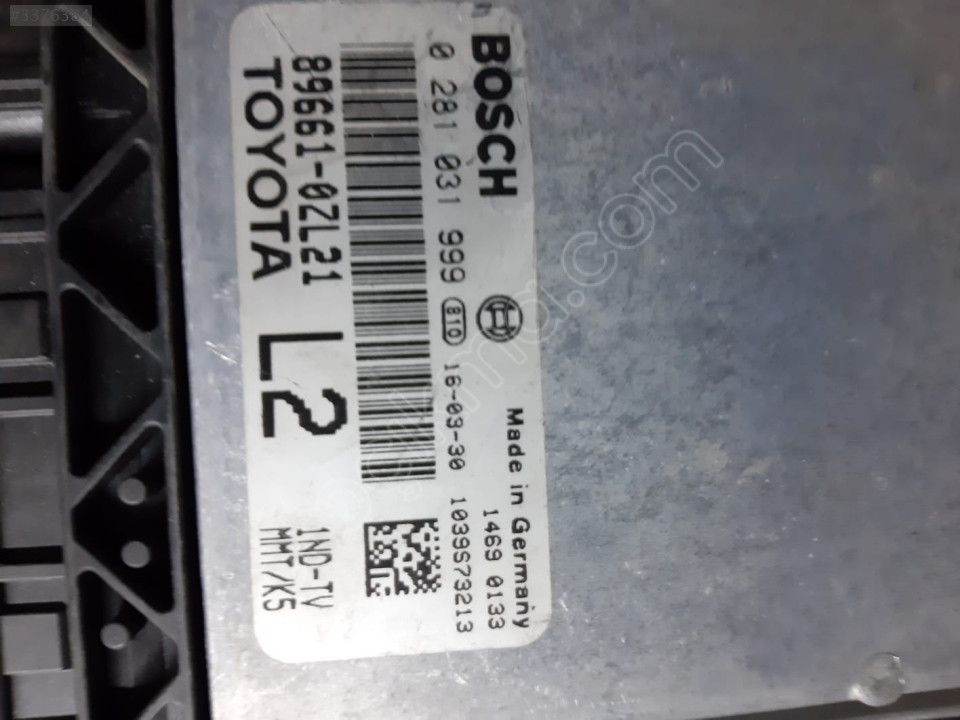 #3376364
BOSCH
0 281 031 999 810 16-03-30 1039S73213
Made in Germany
1469 0133
89661-0ZL21
TOYOTA
L2
1ND-TV
MMT/K5